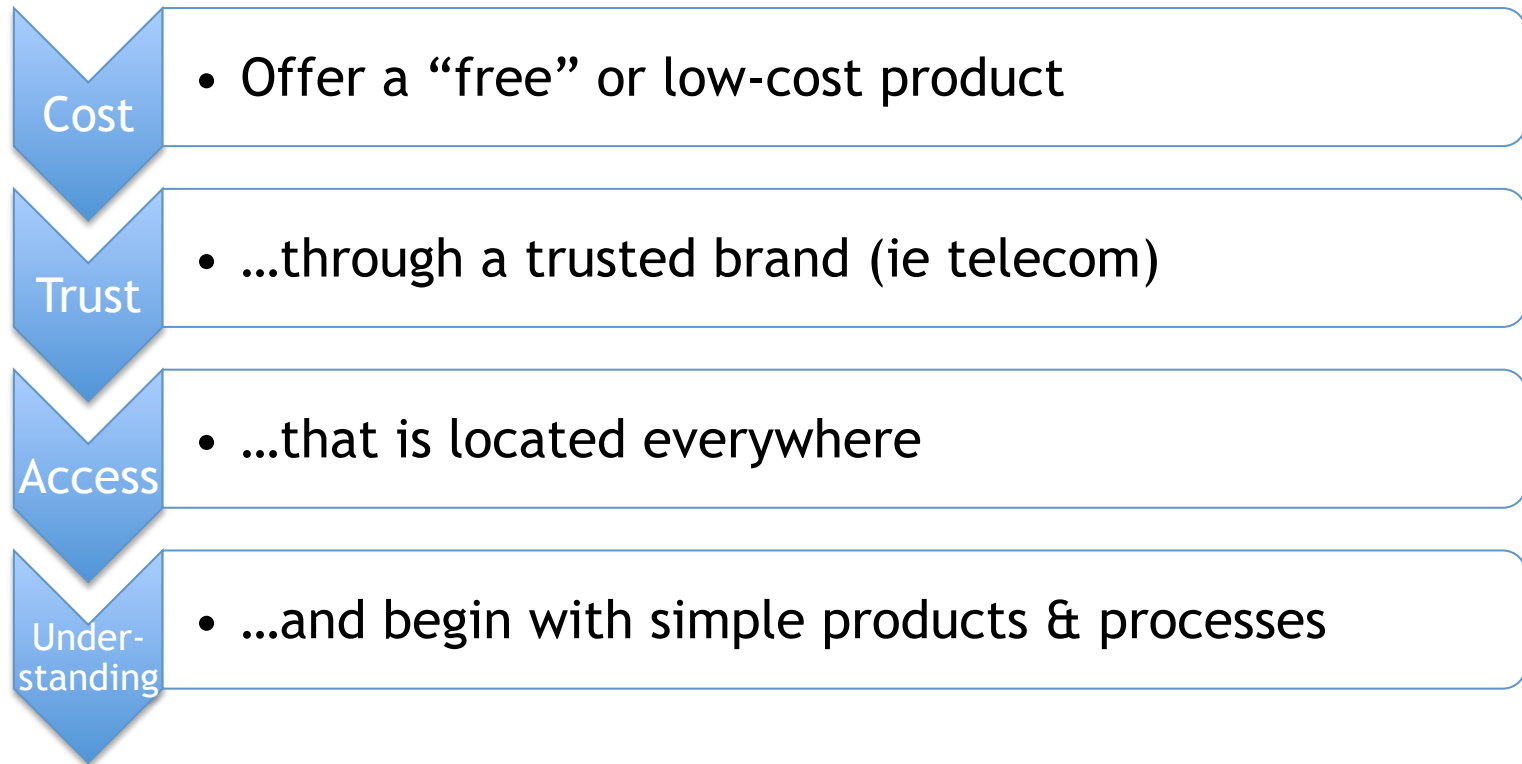 Cost
• Offer a “free” or low-cost product
Trust
• …through a trusted brand (ie telecom)
Access
• …that is located everywhere
Under-
standing
• …and begin with simple products & processes